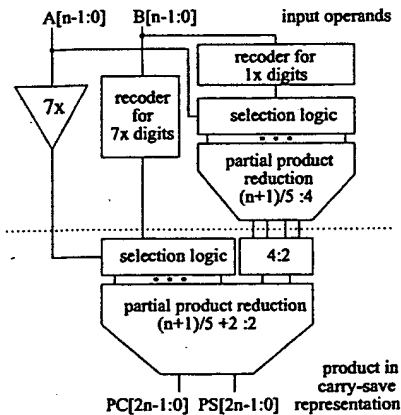 A[n-1:0] B[n-1:0] input operands
recoder for
1x digits
7x
recoder
for
7x digits
selection logic
partial product
reduction
(n+1)/5 :4
selection logic
4:2
partial product reduction
(n+1)/5 +2 :2
product in
carry-save
PC[2n-1:0] PS[2n-1:0] representation